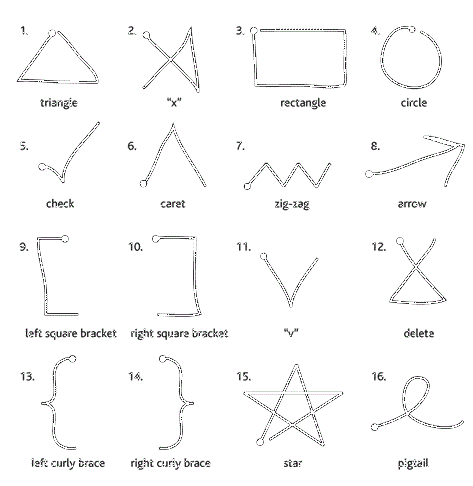 1. 2. 3. 4.
triangle "x" rectangle circle
5. 6. 7. 8.
check caret zig-zag arrow
9. 10. 11. 12.
left square bracket right square bracket "v" delete
13. 14. 15. 16.
left curly brace right curly brace star pigtail